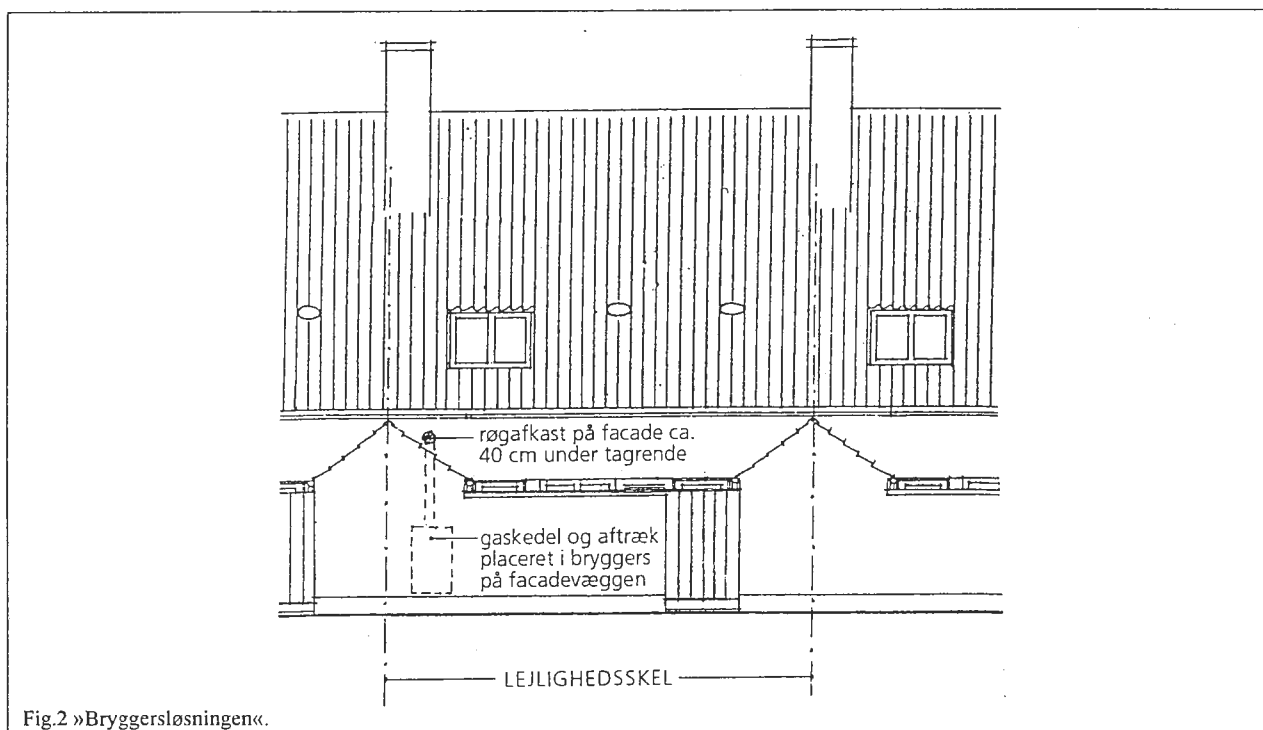 røgafkast på facade ca.
40 cm under tagrende
gaskedel og aftræk
placeret i bryggers
på facadevæggen
LEJLIGHEDSSKEL
Fig.2 »Bryggersløsningen«.